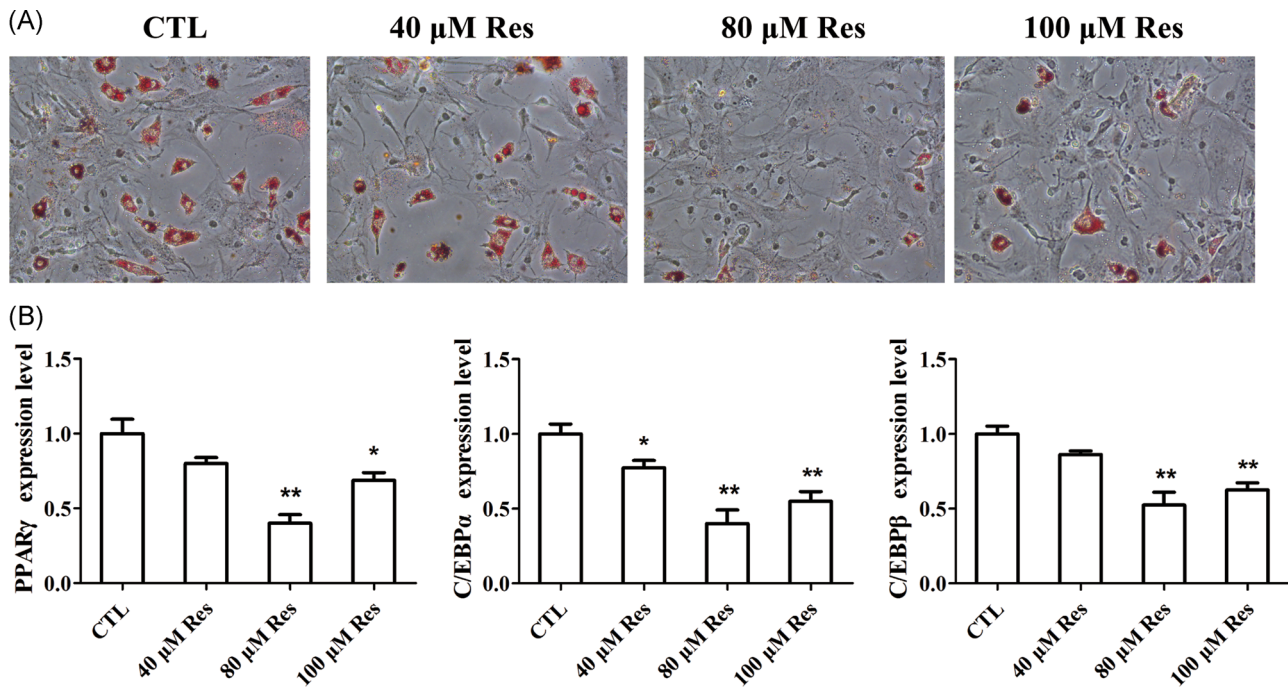 (A)
CTL
40 μM Res
80 μM Res
100 μM Res
(B)
PPARγ expression level
1.5
1.0
0.5
0.0
*
**
CTL
40 μM Res
80 μM Res
100 μM Res
C/EBPα expression level
1.5
1.0
0.5
0.0
*
**
**
CTL
40 μM Res
80 μM Res
100 μM Res
C/EBPβ expression level
1.5
1.0
0.5
0.0
**
**
CTL
40 μM Res
80 μM Res
100 μM Res